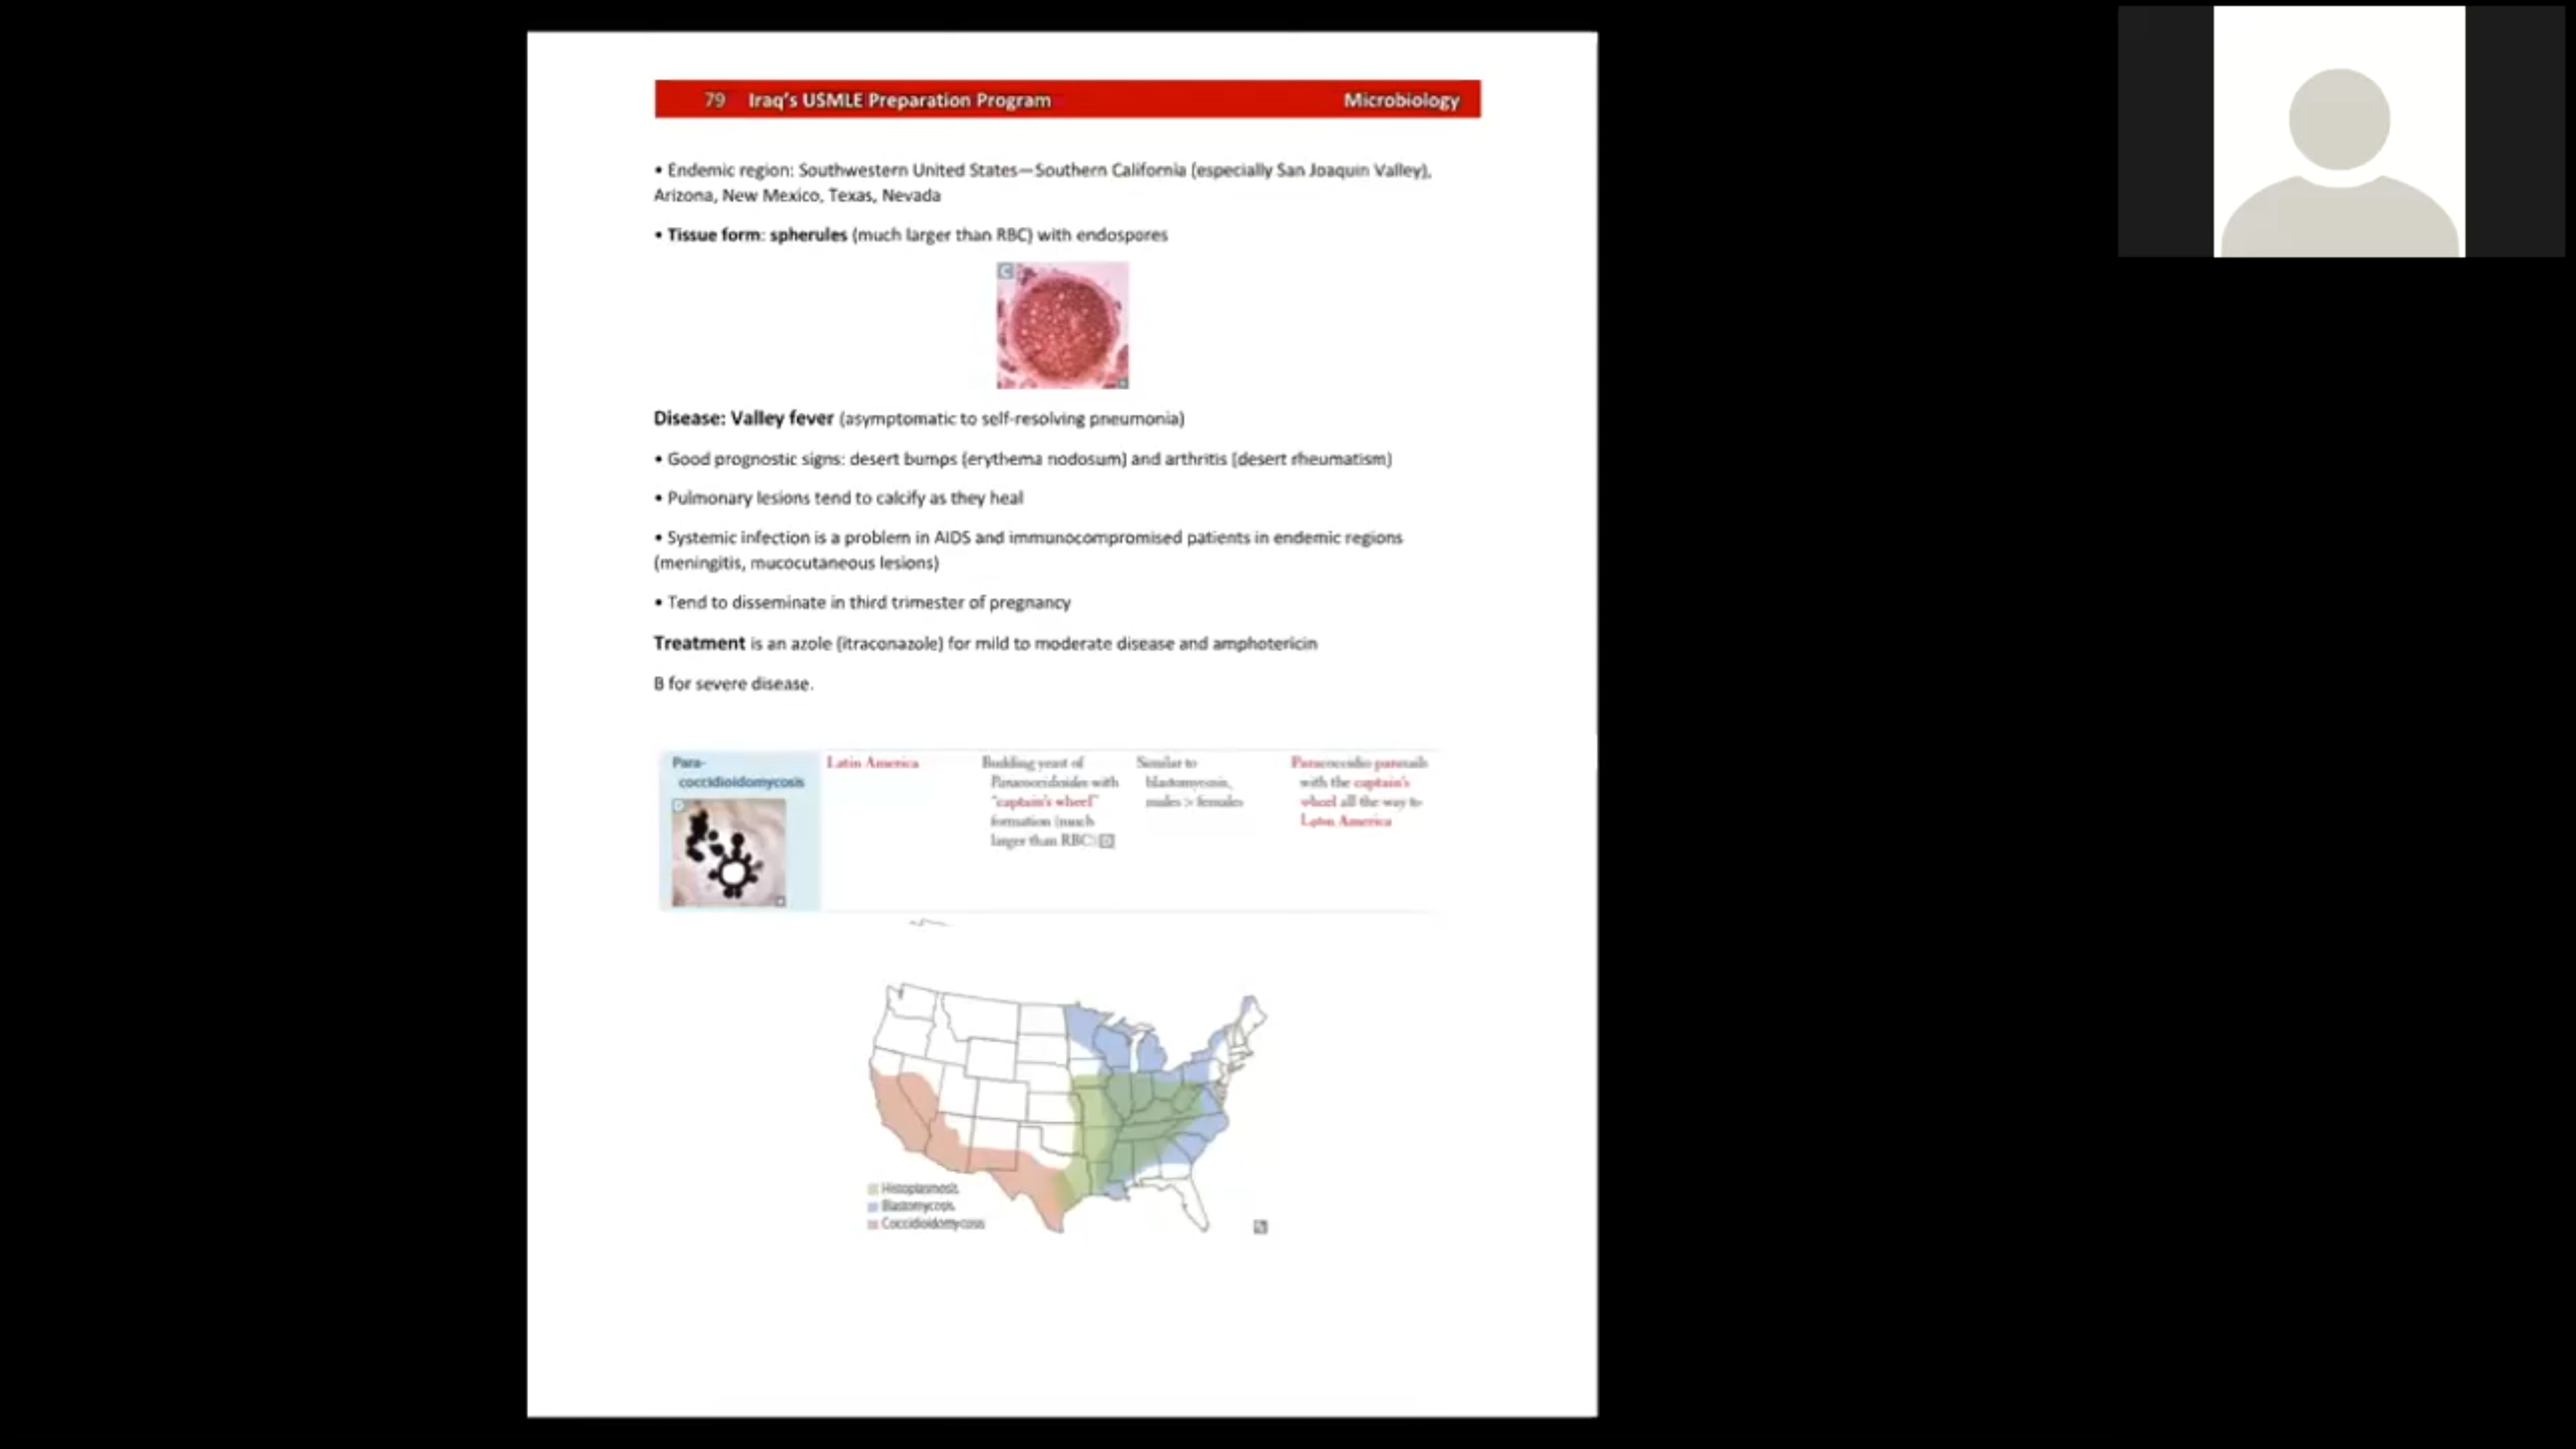 79 Iraq's USMLE Preparation Program Microbiology
• Endemic region: Southwestern United States—Southern California (especially San Joaquin Valley),
Arizona, New Mexico, Texas, Nevada
• Tissue form: spherules (much larger than RBC) with endospores
C
Disease: Valley fever (asymptomatic to self-resolving pneumonia)
• Good prognostic signs: desert bumps (erythema nodosum) and arthritis (desert rheumatism)
• Pulmonary lesions tend to calcify as they heal
• Systemic infection is a problem in AIDS and immunocompromised patients in endemic regions
(meningitis, mucocutaneous lesions)
• Tend to disseminate in third trimester of pregnancy
Treatment is an azole (itraconazole) for mild to moderate disease and amphotericin
B for severe disease.
Para-
coccidioidomycosis
Latin America
Budding yeast of
Paracoccidioides with
"captain's wheel"
formation (much
larger than RBC) D
Similar to
blastomycosis,
males > females
Paracoccidio parasails
with the captain's
wheel all the way to
Latin America
Histoplasmosis
Blastomycosis
Coccidioidomycosis